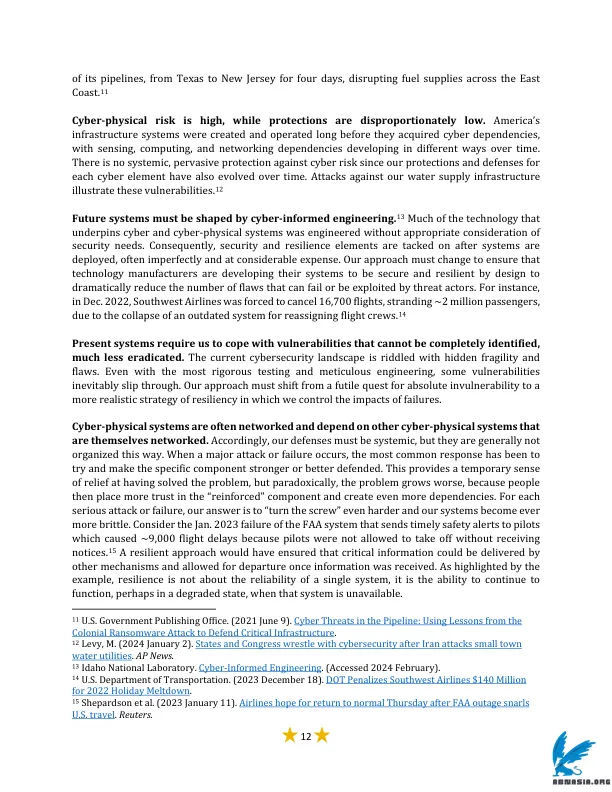 of its pipelines, from Texas to New Jersey for four days, disrupting fuel supplies across the East
Coast.11
Cyber-physical risk is high, while protections are disproportionately low. America's
infrastructure systems were created and operated long before they acquired cyber dependencies,
with sensing, computing, and networking dependencies developing in different ways over time.
There is no systemic, pervasive protection against cyber risk since our protections and defenses for
each cyber element have also evolved over time. Attacks against our water supply infrastructure
illustrate these vulnerabilities.12
Future systems must be shaped by cyber-informed engineering.13 Much of the technology that
underpins cyber and cyber-physical systems was engineered without appropriate consideration of
security needs. Consequently, security and resilience elements are tacked on after systems are
deployed, often imperfectly and at considerable expense. Our approach must change to ensure that
technology manufacturers are developing their systems to be secure and resilient by design to
dramatically reduce the number of flaws that can fail or be exploited by threat actors. For instance,
in Dec. 2022, Southwest Airlines was forced to cancel 16,700 flights, stranding ~2 million passengers,
due to the collapse of an outdated system for reassigning flight crews.14
Present systems require us to cope with vulnerabilities that cannot be completely identified,
much less eradicated. The current cybersecurity landscape is riddled with hidden fragility and
flaws. Even with the most rigorous testing and meticulous engineering, some vulnerabilities
inevitably slip through. Our approach must shift from a futile quest for absolute invulnerability to a
more realistic strategy of resiliency in which we control the impacts of failures.
Cyber-physical systems are often networked and depend on other cyber-physical systems that
are themselves networked. Accordingly, our defenses must be systemic, but they are generally not
organized this way. When a major attack or failure occurs, the most common response has been to
try and make the specific component stronger or better defended. This provides a temporary sense
of relief at having solved the problem, but paradoxically, the problem grows worse, because people
then place more trust in the “reinforced” component and create even more dependencies. For each
serious attack or failure, our answer is to “turn the screw” even harder and our systems become ever
more brittle. Consider the Jan. 2023 failure of the FAA system that sends timely safety alerts to pilots
which caused ~9,000 flight delays because pilots were not allowed to take off without receiving
notices.15 A resilient approach would have ensured that critical information could be delivered by
other mechanisms and allowed for departure once information was received. As highlighted by the
example, resilience is not about the reliability of a single system, it is the ability to continue to
function, perhaps in a degraded state, when that system is unavailable.
11 U.S. Government Publishing Office. (2021 June 9). Cyber Threats in the Pipeline: Using Lessons from the
Colonial Ransomware Attack to Defend Critical Infrastructure.
12 Levy, M. (2024 January 2). States and Congress wrestle with cybersecurity after Iran attacks small town
water utilities. AP News.
13 Idaho National Laboratory. Cyber-Informed Engineering. (Accessed 2024 February).
14 U.S. Department of Transportation. (2023 December 18). DOT Penalizes Southwest Airlines $140 Million
for 2022 Holiday Meltdown.
15 Shepardson et al. (2023 January 11). Airlines hope for return to normal Thursday after FAA outage snarls
U.S. travel. Reuters.
12
ABNASIA.ORG